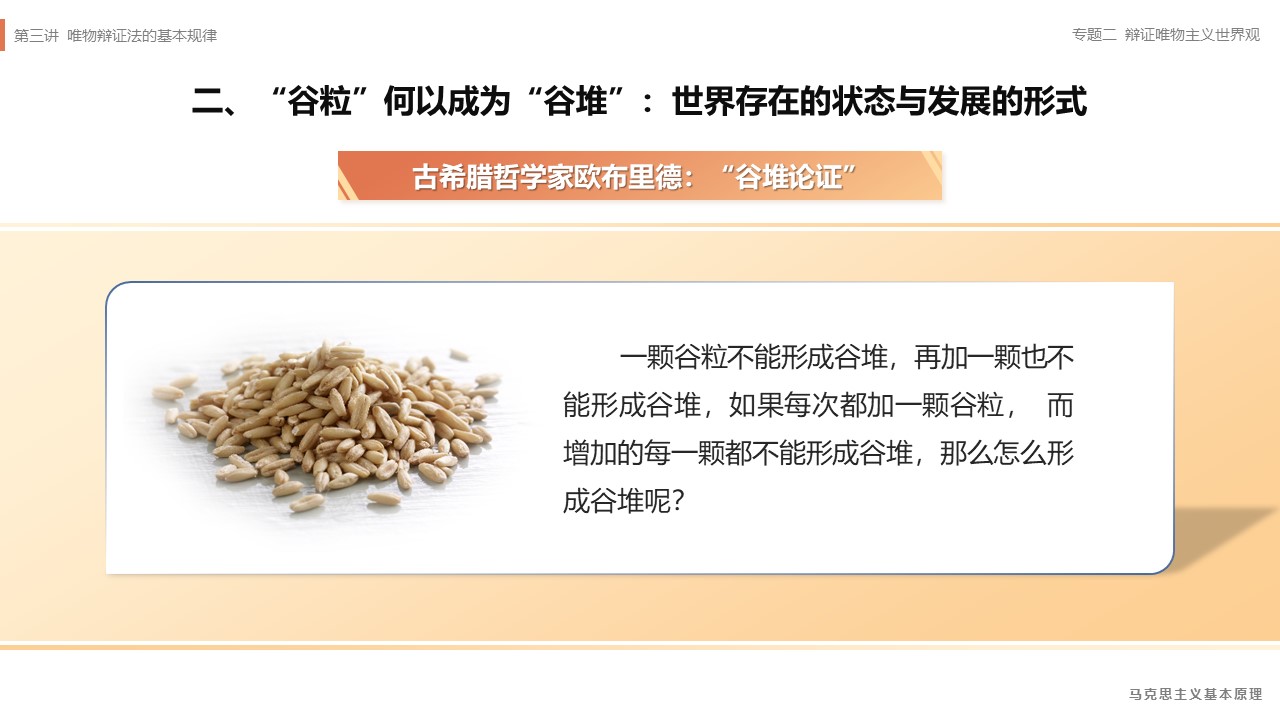 第三讲 唯物辩证法的基本规律
专题二 辩证唯物主义世界观
二、“谷粒”何以成为“谷堆”：世界存在的状态与发展的形式
古希腊哲学家欧布里德：“谷堆论证”
一颗谷粒不能形成谷堆，再加一颗也不
能形成谷堆，如果每次都加一颗谷粒， 而
增加的每一颗都不能形成谷堆，那么怎么形
成谷堆呢？
马克思主义基本原理